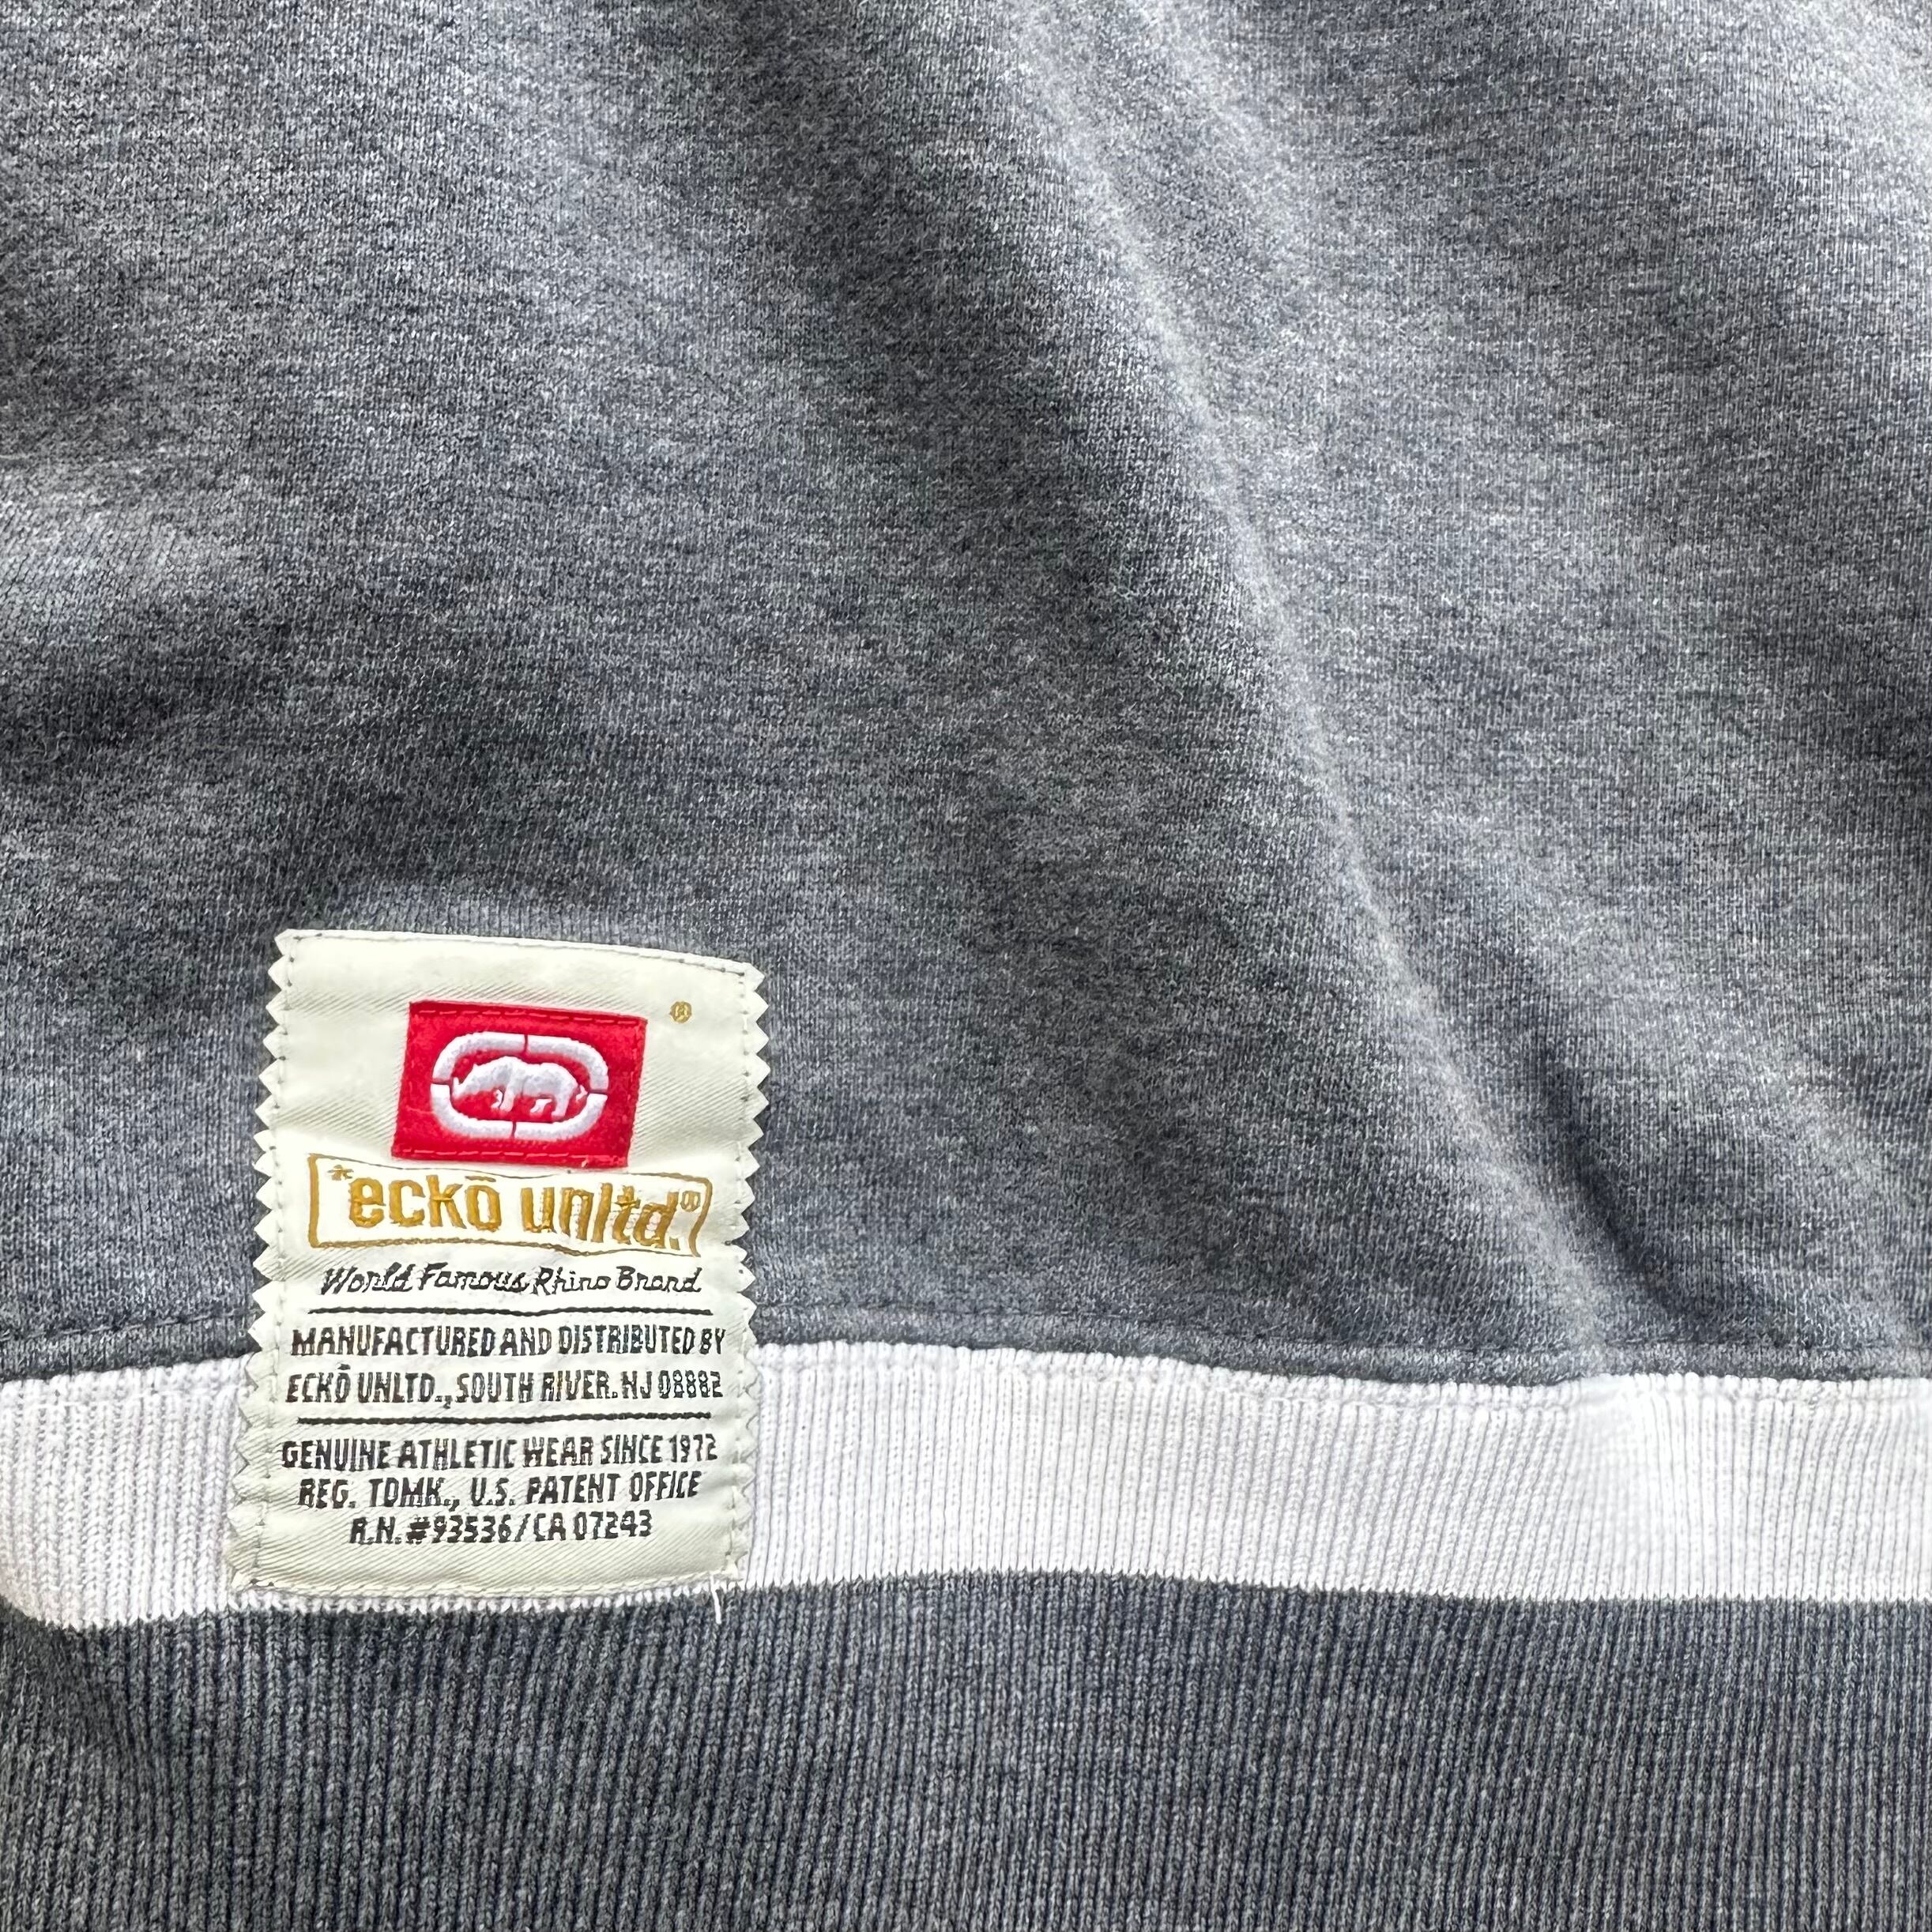 ®
*eckō unltd.®
World Famous Rhino Brand
MANUFACTURED AND DISTRIBUTED BY
ECKŌ UNLTD., SOUTH RIVER. NJ 08882
GENUINE ATHLETIC WEAR SINCE 1972
REG. TDMK., U.S. PATENT OFFICE
R.N. #93536/CA 07243